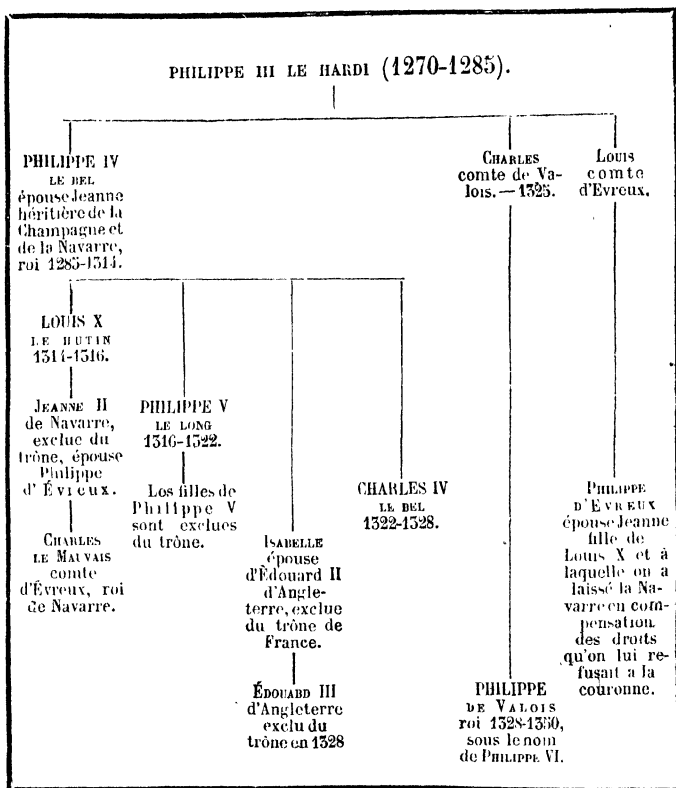 PHILIPPE III LE HARDI (1270-1285).
PHILIPPE IV
LE BEL
épouse Jeanne
héritière de la
Champagne et
de la Navarre,
roi 1285-1314.
CHARLES
comte de Va-
lois. — 1325.
LOUIS
comte
d'Evreux.
LOUIS X
LE HUTIN
1314-1316.
JEANNE II
de Navarre,
exclue du
trône, épouse
Philippe
d'Évreux.
CHARLES
LE MAUVAIS
comte
d'Évreux, roi
de Navarre.
PHILIPPE V
LE LONG
1316-1322.
Les filles de
Philippe V
sont exclues
du trône.
ISABELLE
épouse
d'Édouard II
d'Angle-
terre, exclue
du trône de
France.
ÉDOUARD III
d'Angleterre
exclu du
trône en 1328
CHARLES IV
LE BEL
1322-1328.
PHILIPPE
DE VALOIS
roi 1328-1350,
sous le nom
de PHILIPPE VI.
PHILIPPE
D'EVREUX
épouse Jeanne
fille de
Louis X et à
laquelle on a
laissé la Na-
varre en com-
pensation
des droits
qu'on lui re-
fusait a la
couronne.